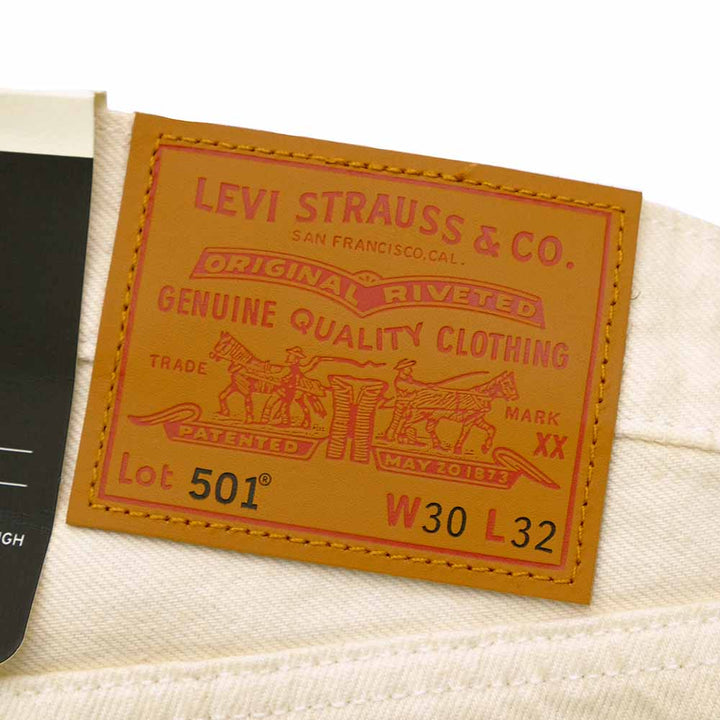 LEVI STRAUSS & CO.
SAN FRANCISCO, CAL.
ORIGINAL RIVETED
GENUINE QUALITY CLOTHING
TRADE MARK
XX
PATENTED MAY 20 1873
Lot 501® W30 L32